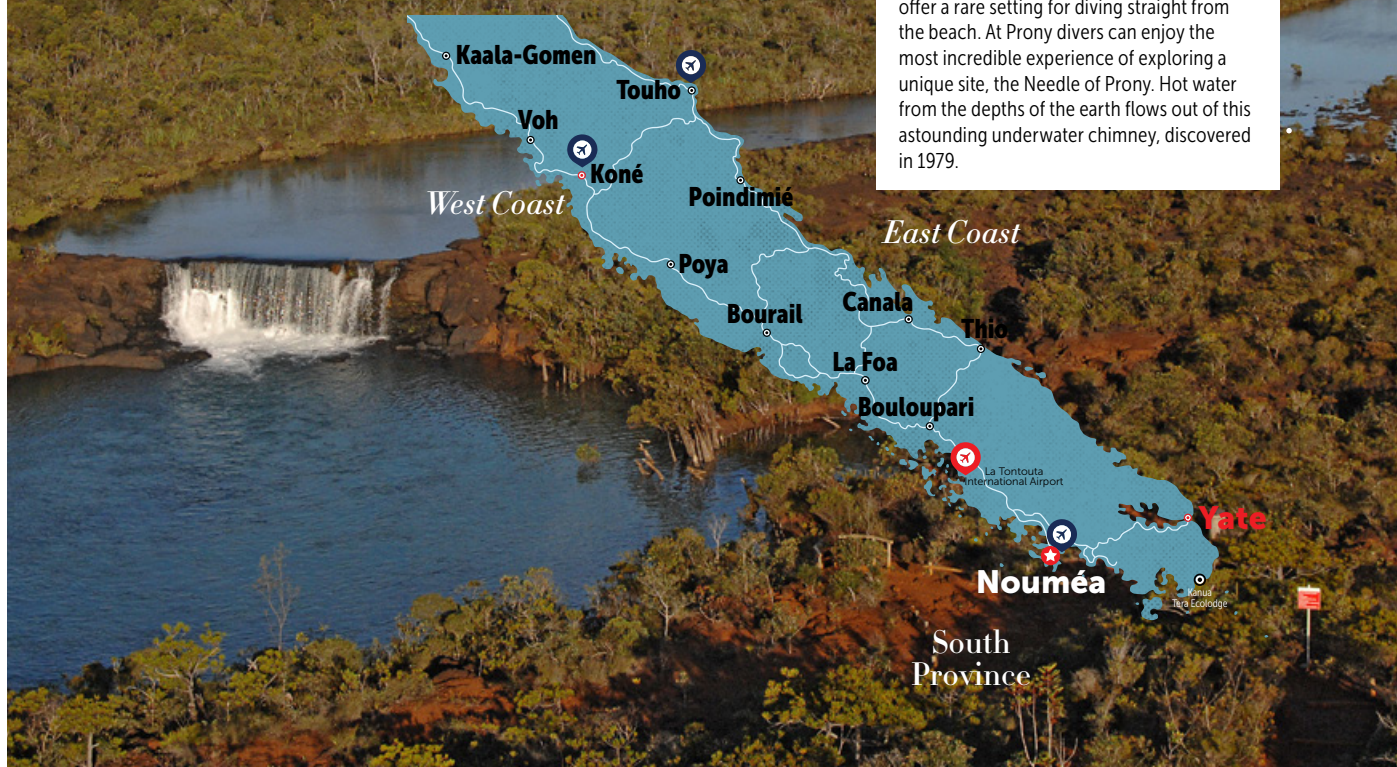 offer a rare setting for diving straight from
the beach. At Prony divers can enjoy the
most incredible experience of exploring a
unique site, the Needle of Prony. Hot water
from the depths of the earth flows out of this
astounding underwater chimney, discovered
in 1979.
Kaala-Gomen
Touho
Voh
Koné
West Coast
Poindimié
East Coast
Poya
Bourail
Canala
Thio
La Foa
Bouloupari
La Tontouta
International Airport
Yate
Nouméa
Kanua
Tera Ecolodge
South
Province